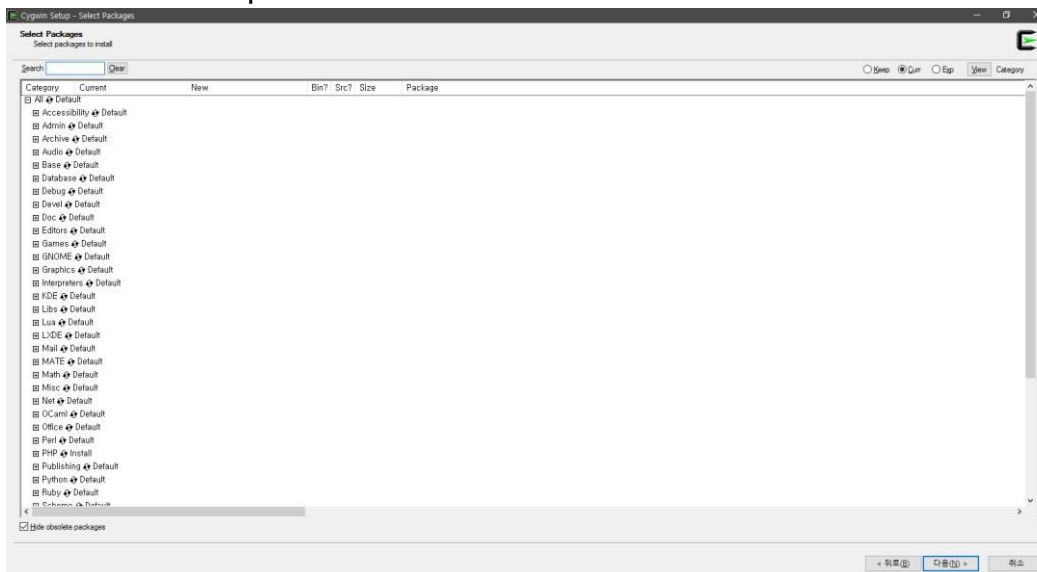 Cygwin Setup - Select Packages
Select Packages
Select packages to install
Search Clear Keep Curr Exp View Category
Category Current New Bin? Src? Size Package
All Default
Accessibility Default
Admin Default
Archive Default
Audio Default
Base Default
Database Default
Debug Default
Devel Default
Doc Default
Editors Default
Games Default
GNOME Default
Graphics Default
Interpreters Default
KDE Default
Libs Default
Lua Default
LXDE Default
Mail Default
MATE Default
Math Default
Misc Default
Net Default
OCaml Default
Office Default
Perl Default
PHP Install
Publishing Default
Python Default
Ruby Default
Scheme Default
Hide obsolete packages
< 뒤로(B) 다음(N) > 취소